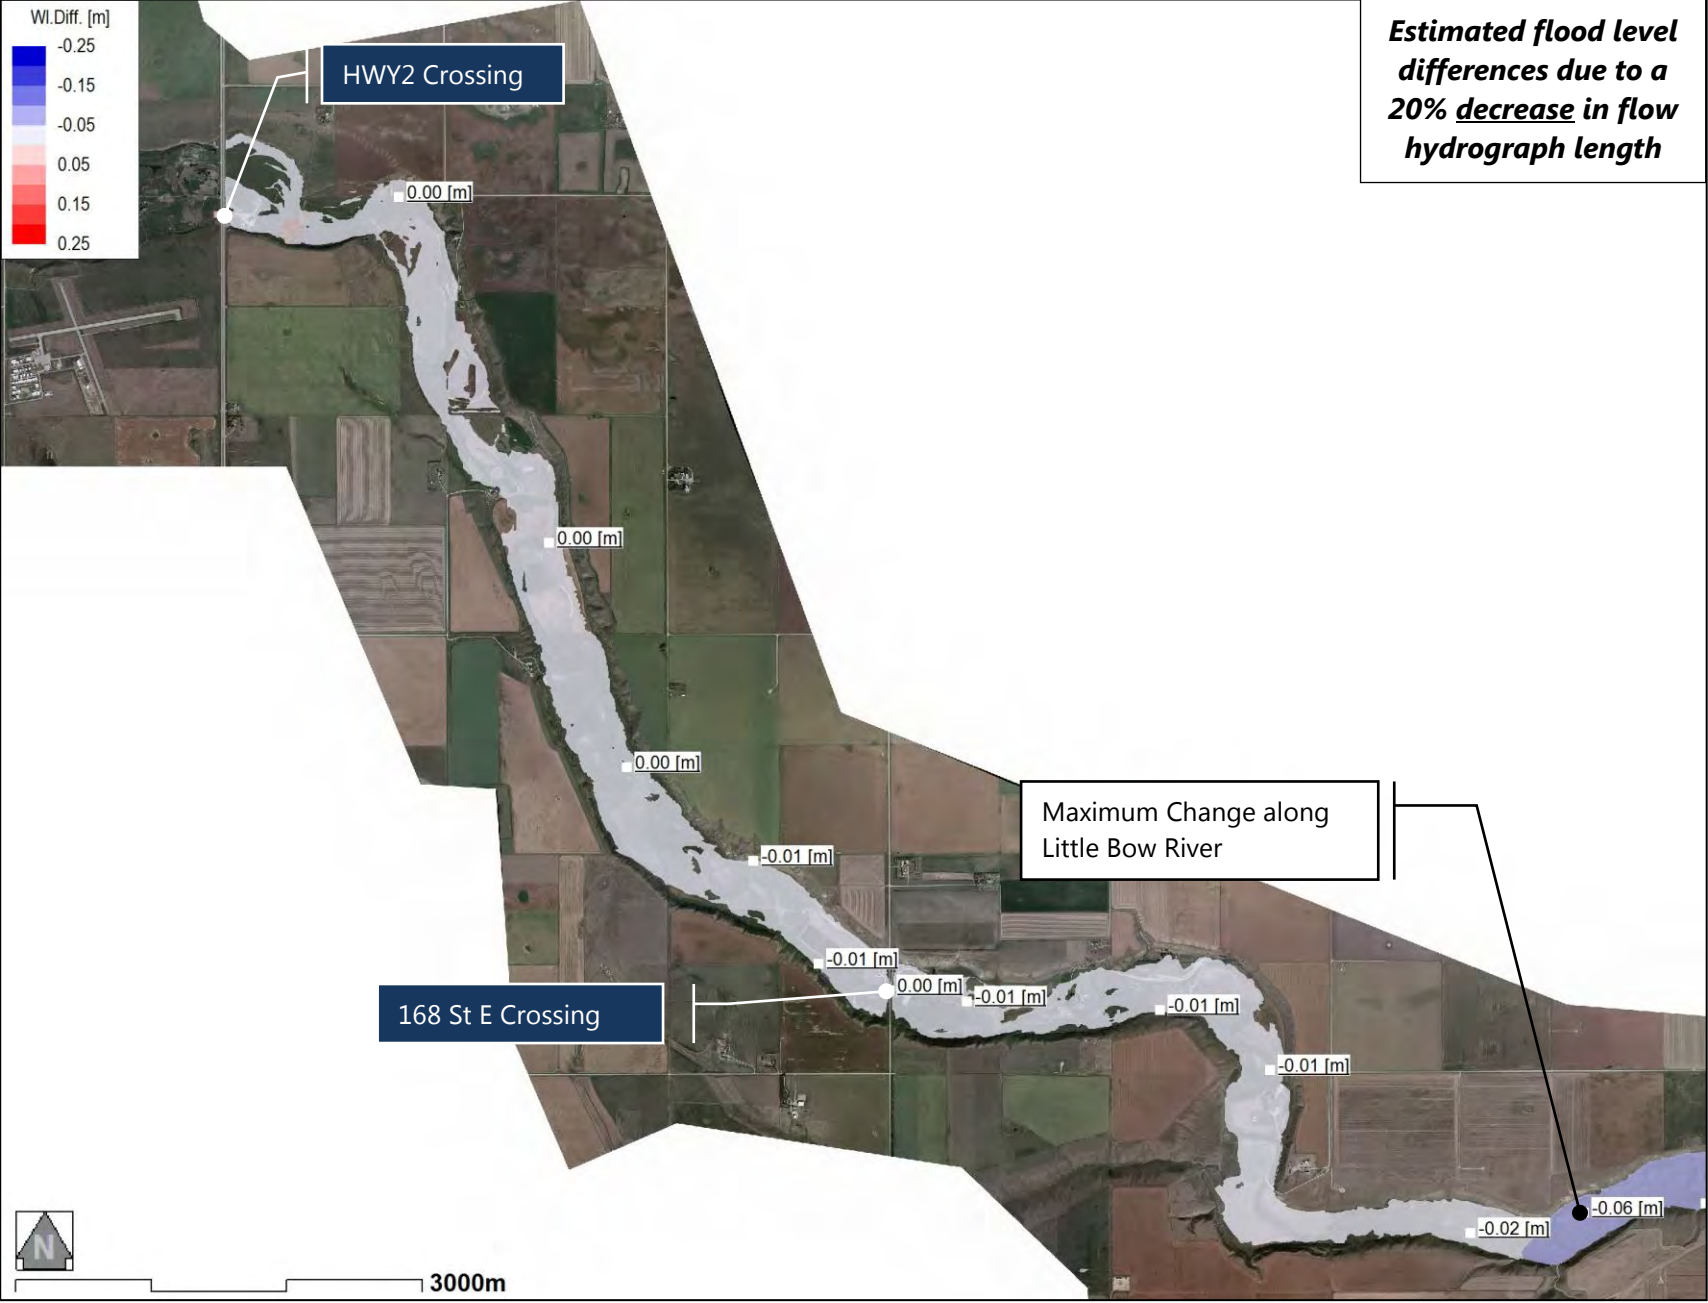 Wl.Diff. [m]
-0.25
-0.15
-0.05
0.05
0.15
0.25
HWY2 Crossing
Estimated flood level
differences due to a
20% decrease in flow
hydrograph length
0.00 [m]
0.00 [m]
0.00 [m]
-0.01 [m]
Maximum Change along
Little Bow River
-0.01 [m]
0.00 [m]
-0.01 [m]
-0.01 [m]
168 St E Crossing
-0.01 [m]
-0.06 [m]
-0.02 [m]
N
3000m